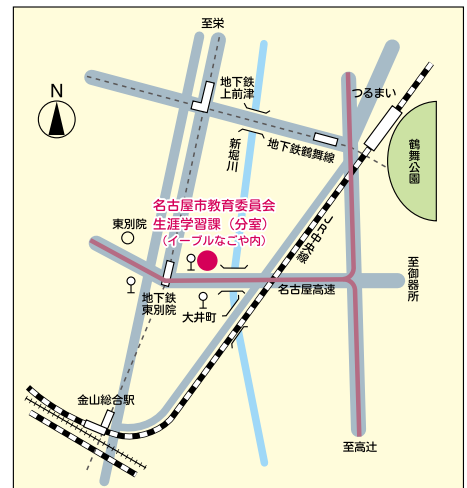 至栄
地下鉄
上前津
つるまい
N
新堀川
地下鉄鶴舞線
鶴舞
公園
名古屋市教育委員会
生涯学習課（分室）
（イーブルなごや内）
東別院
JR中央線
至御器所
地下鉄
東別院
名古屋高速
大井町
金山総合駅
至高辻